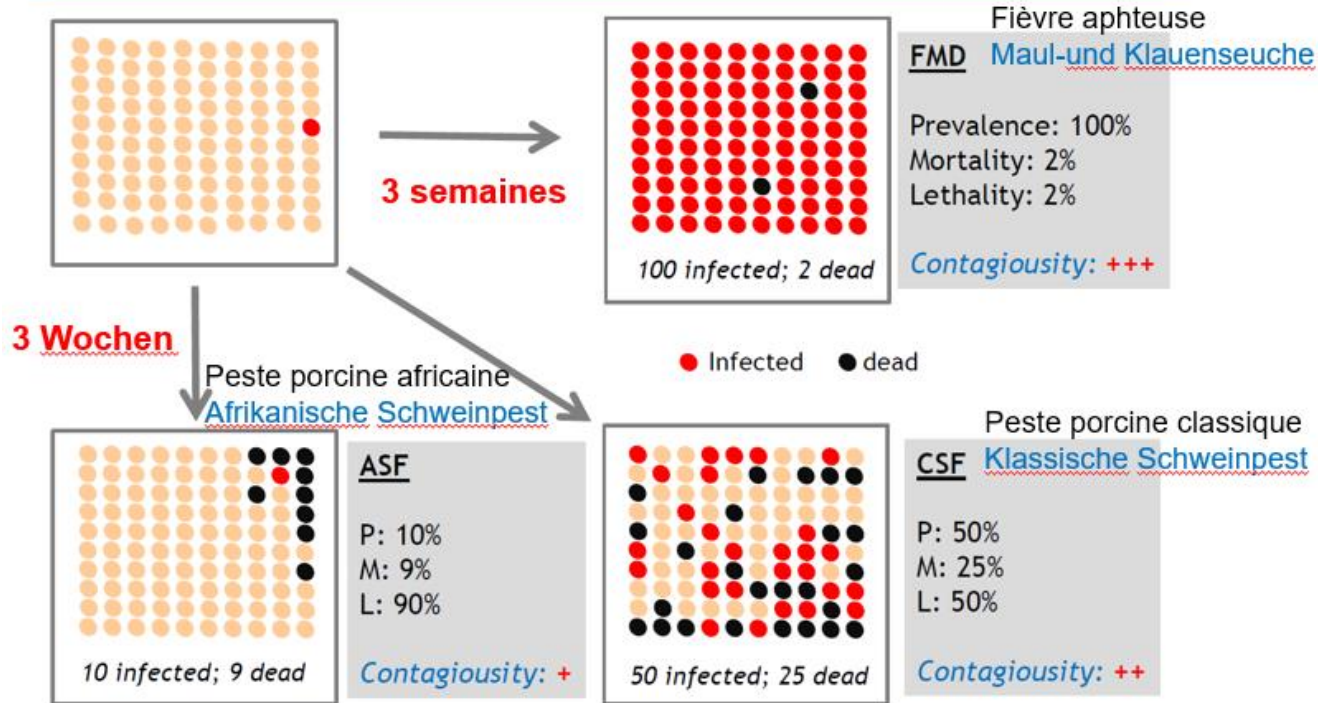 Fièvre aphteuse
Maul-und Klauenseuche
FMD
Prevalence: 100%
Mortality: 2%
Lethality: 2%
Contagiousity: +++
3 semaines
100 infected; 2 dead
3 Wochen
Infected
dead
Peste porcine africaine
Afrikanische Schweinpest
ASF
P: 10%
M: 9%
L: 90%
Contagiousity: +
10 infected; 9 dead
Peste porcine classique
Klassische Schweinpest
CSF
P: 50%
M: 25%
L: 50%
Contagiousity: ++
50 infected; 25 dead